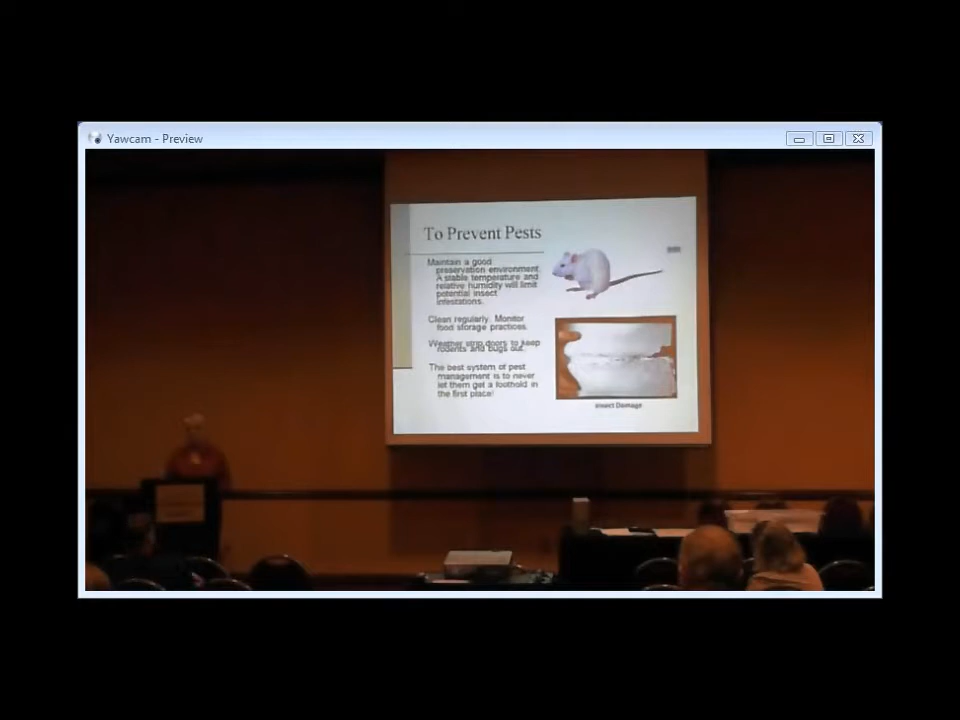 Yawcam - Preview
To Prevent Pests
Maintain a good
preservation environment.
A stable temperature and
relative humidity will limit
potential insect
infestations.
Clean regularly. Monitor
food storage practices.
Weather strip doors to keep
rodents and bugs out.
The best system of pest
management is to never
let them get a foothold in
the first place!
Insect Damage